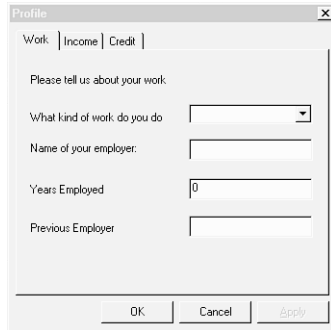 Profile
Work Income Credit
Please tell us about your work
What kind of work do you do
Name of your employer:
Years Employed 0
Previous Employer
OK Cancel Apply